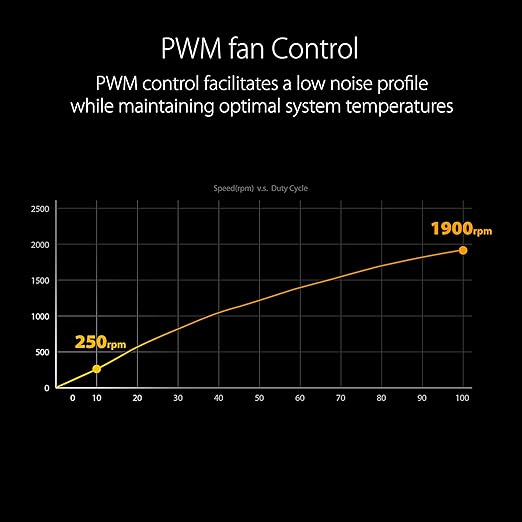 PWM fan Control
PWM control facilitates a low noise profile
while maintaining optimal system temperatures
Speed(rpm) v.s. Duty Cycle
2500
2000
1500
1000
500
0
1900rpm
250rpm
0 10 20 30 40 50 60 70 80 90 100